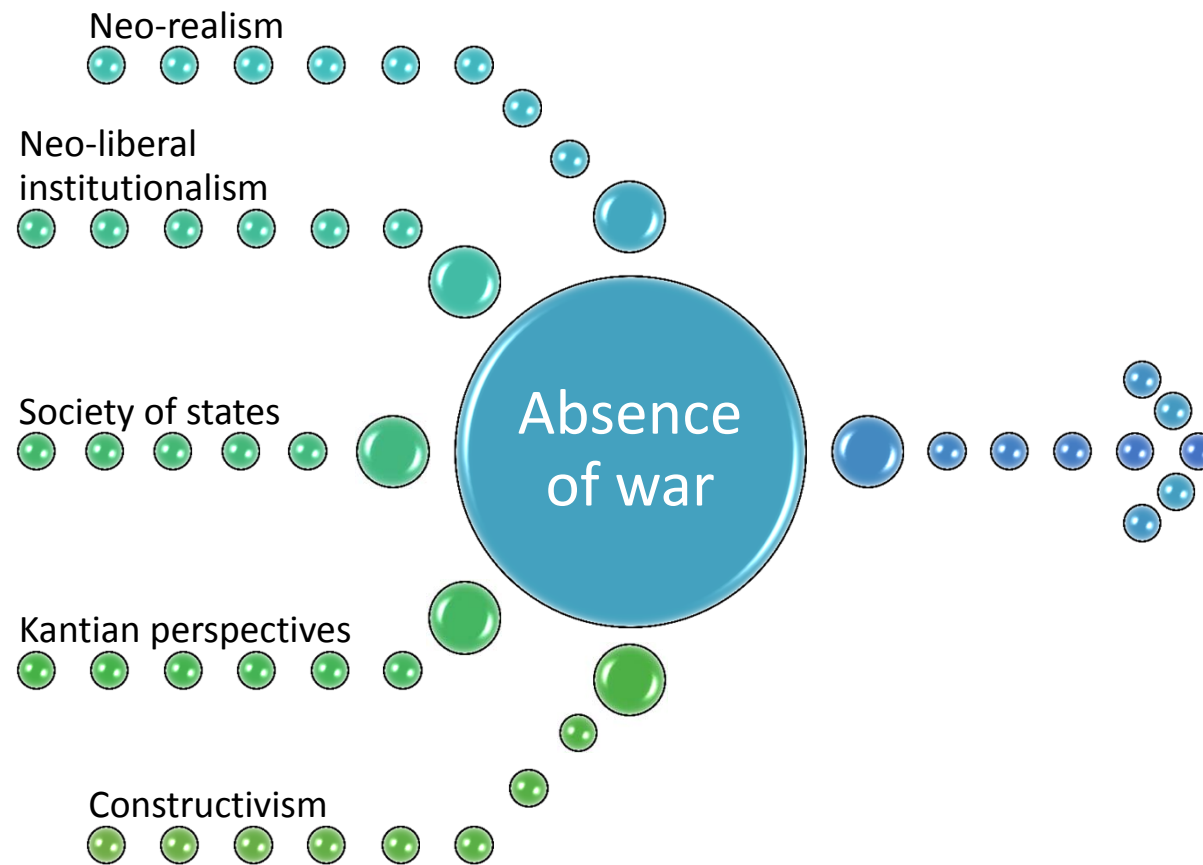 Neo-realism
Neo-liberal
institutionalism
Society of states
Absence
of war
Kantian perspectives
Constructivism